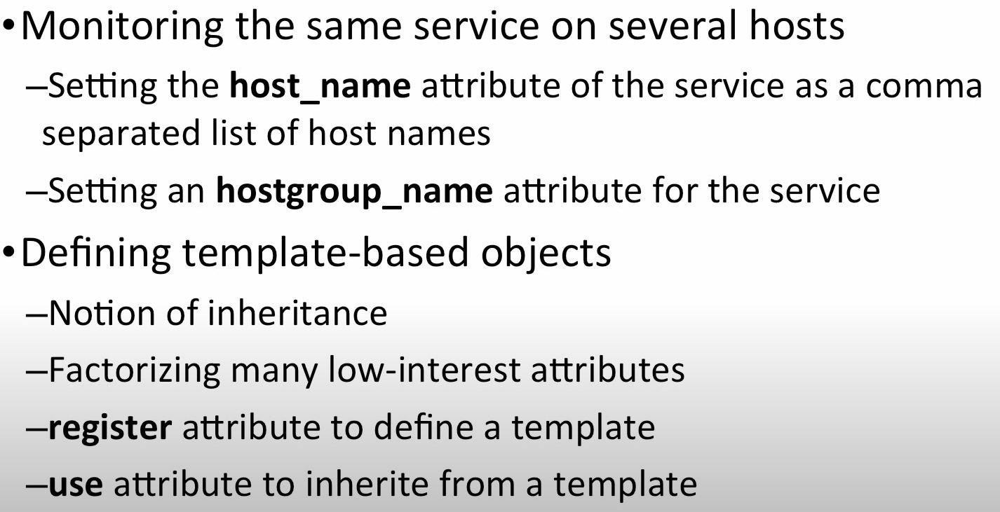 •Monitoring the same service on several hosts
–Setting the host_name attribute of the service as a comma
separated list of host names
–Setting an hostgroup_name attribute for the service
•Defining template-based objects
–Notion of inheritance
–Factorizing many low-interest attributes
–register attribute to define a template
–use attribute to inherite from a template